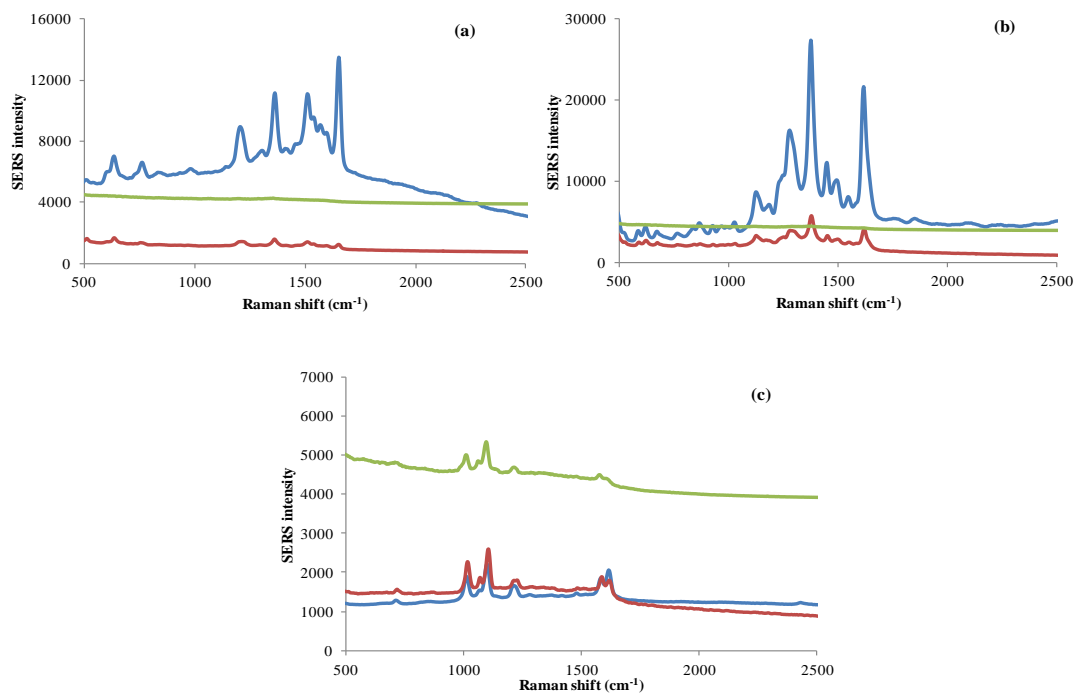 (a)
SERS intensity
16000
12000
8000
4000
0
500 1000 1500 2000 2500
Raman shift (cm-1)
(b)
SERS intensity
30000
20000
10000
0
500 1000 1500 2000 2500
Raman shift (cm-1)
(c)
SERS intensity
7000
6000
5000
4000
3000
2000
1000
0
500 1000 1500 2000 2500
Raman shift (cm-1)